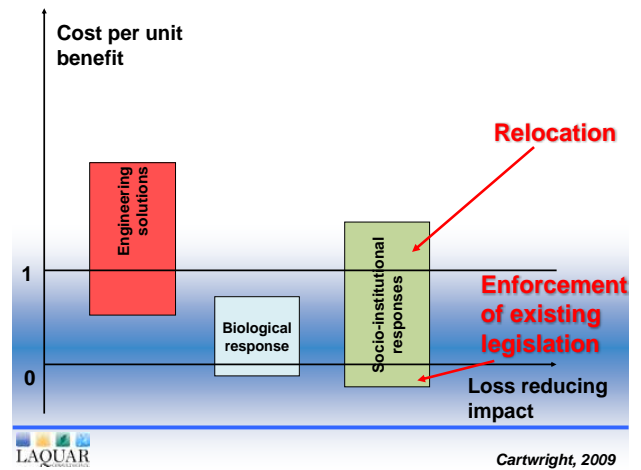 Cost per unit
benefit
Relocation
Engineering
solutions
1
Enforcement
of existing
legislation
Biological
response
Socio-institutional
responses
0
Loss reducing
impact
LAQUAR
Cartwright, 2009